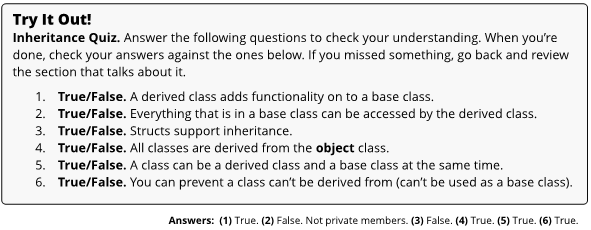 Try It Out!
Inheritance Quiz. Answer the following questions to check your understanding. When you’re
done, check your answers against the ones below. If you missed something, go back and review
the section that talks about it.
1. True/False. A derived class adds functionality on to a base class.
2. True/False. Everything that is in a base class can be accessed by the derived class.
3. True/False. Structs support inheritance.
4. True/False. All classes are derived from the object class.
5. True/False. A class can be a derived class and a base class at the same time.
6. True/False. You can prevent a class can’t be derived from (can’t be used as a base class).
Answers: (1) True. (2) False. Not private members. (3) False. (4) True. (5) True. (6) True.